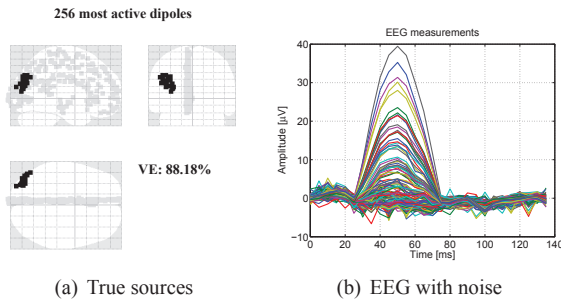 256 most active dipoles
VE: 88.18%
EEG measurements
Amplitude [μV]
40
30
20
10
0
−10
0 20 40 60 80 100 120 140
Time [ms]
(a) True sources
(b) EEG with noise